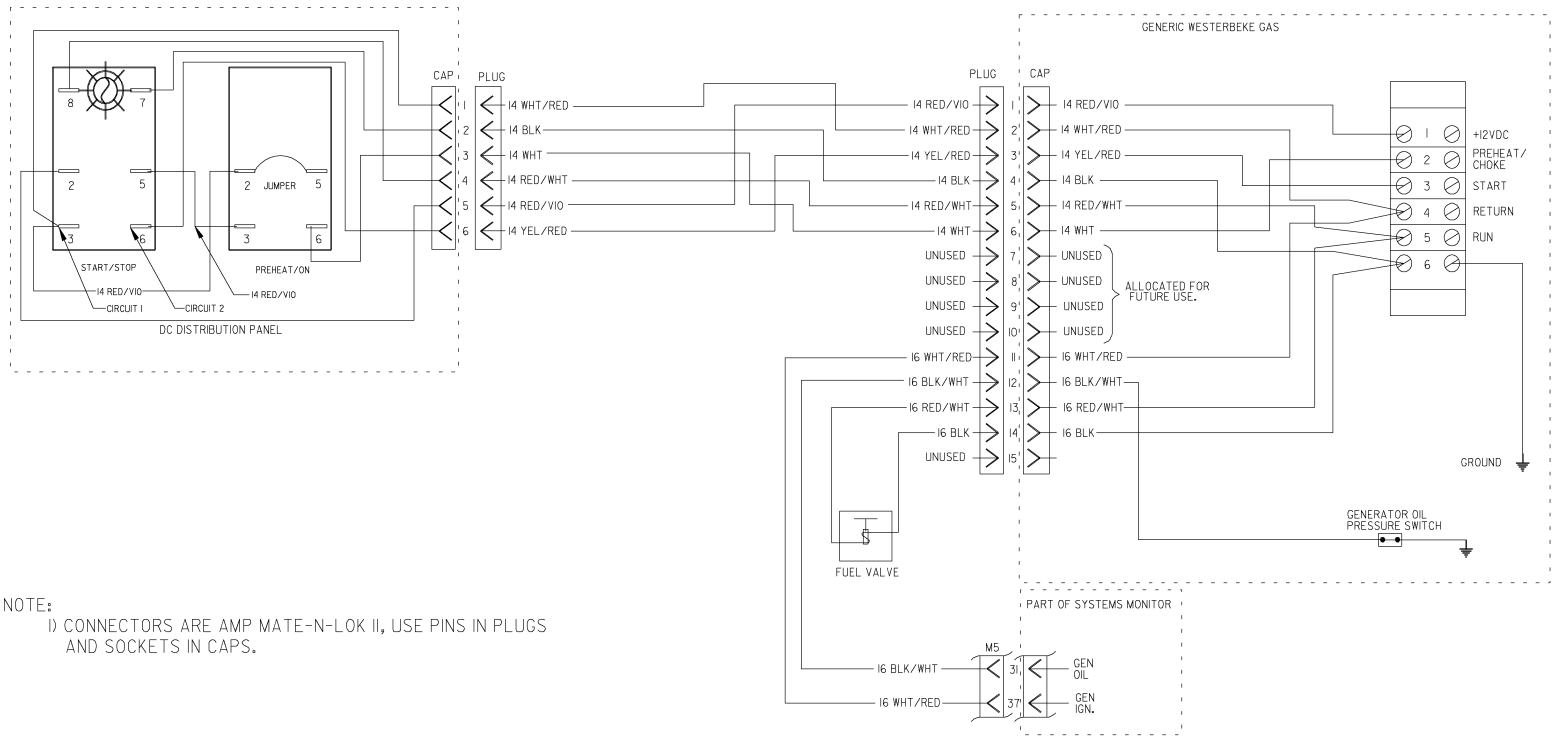 GENERIC WESTERBEKE GAS
CAP
PLUG
PLUG
CAP
8
7
2
5
3
6
START/STOP
2
JUMPER
5
3
6
PREHEAT/ON
14 RED/VIO
14 RED/VIO
CIRCUIT 1
CIRCUIT 2
DC DISTRIBUTION PANEL
1
14 WHT/RED
2
14 BLK
3
14 WHT
4
14 RED/WHT
5
14 RED/VIO
6
14 YEL/RED
14 RED/VIO
1
14 RED/VIO
14 WHT/RED
2
14 WHT/RED
14 YEL/RED
3
14 YEL/RED
14 BLK
4
14 BLK
14 RED/WHT
5
14 RED/WHT
14 WHT
6
14 WHT
UNUSED
7
UNUSED
UNUSED
8
UNUSED
UNUSED
9
UNUSED
UNUSED
10
UNUSED
ALLOCATED FOR
FUTURE USE.
16 WHT/RED
11
16 WHT/RED
16 BLK/WHT
12
16 BLK/WHT
16 RED/WHT
13
16 RED/WHT
16 BLK
14
16 BLK
UNUSED
15
1
+12VDC
2
PREHEAT/
CHOKE
3
START
4
RETURN
5
RUN
6
GROUND
GENERATOR OIL
PRESSURE SWITCH
FUEL VALVE
NOTE:
1) CONNECTORS ARE AMP MATE-N-LOK II, USE PINS IN PLUGS
AND SOCKETS IN CAPS.
PART OF SYSTEMS MONITOR
M5
16 BLK/WHT
31
GEN
OIL
16 WHT/RED
37
GEN
IGN.